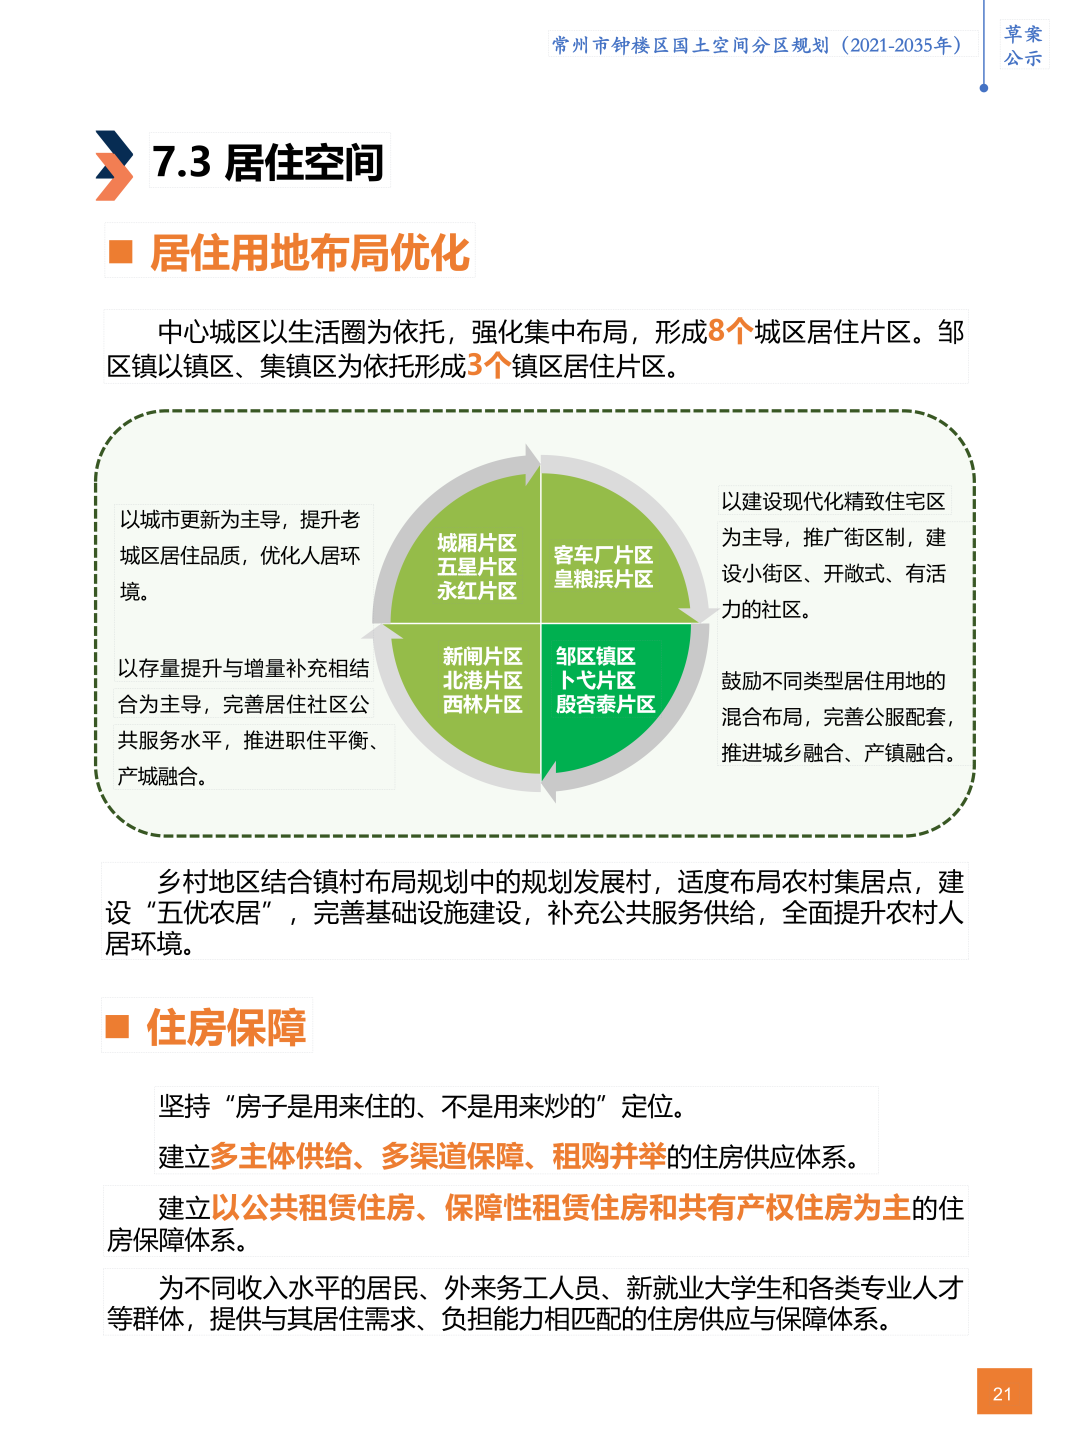 常州市钟楼区国土空间分区规划（2021-2035年）
草案
公示
7.3 居住空间
居住用地布局优化
中心城区以生活圈为依托，强化集中布局，形成8个城区居住片区。邹
区镇以镇区、集镇区为依托形成3个镇区居住片区。
以城市更新为主导，提升老
城区居住品质，优化人居环
境。
城厢片区
五星片区
永红片区
客车厂片区
皇粮浜片区
以建设现代化精致住宅区
为主导，推广街区制，建
设小街区、开敞式、有活
力的社区。
以存量提升与增量补充相结
合为主导，完善居住社区公
共服务水平，推进职住平衡、
产城融合。
新闸片区
北港片区
西林片区
邹区镇区
卜弋片区
殷杏泰片区
鼓励不同类型居住用地的
混合布局，完善公服配套，
推进城乡融合、产镇融合。
乡村地区结合镇村布局规划中的规划发展村，适度布局农村集居点，建
设“五优农居”，完善基础设施建设，补充公共服务供给，全面提升农村人
居环境。
住房保障
坚持“房子是用来住的、不是用来炒的”定位。
建立多主体供给、多渠道保障、租购并举的住房供应体系。
建立以公共租赁住房、保障性租赁住房和共有产权住房为主的住
房保障体系。
为不同收入水平的居民、外来务工人员、新就业大学生和各类专业人才
等群体，提供与其居住需求、负担能力相匹配的住房供应与保障体系。
21